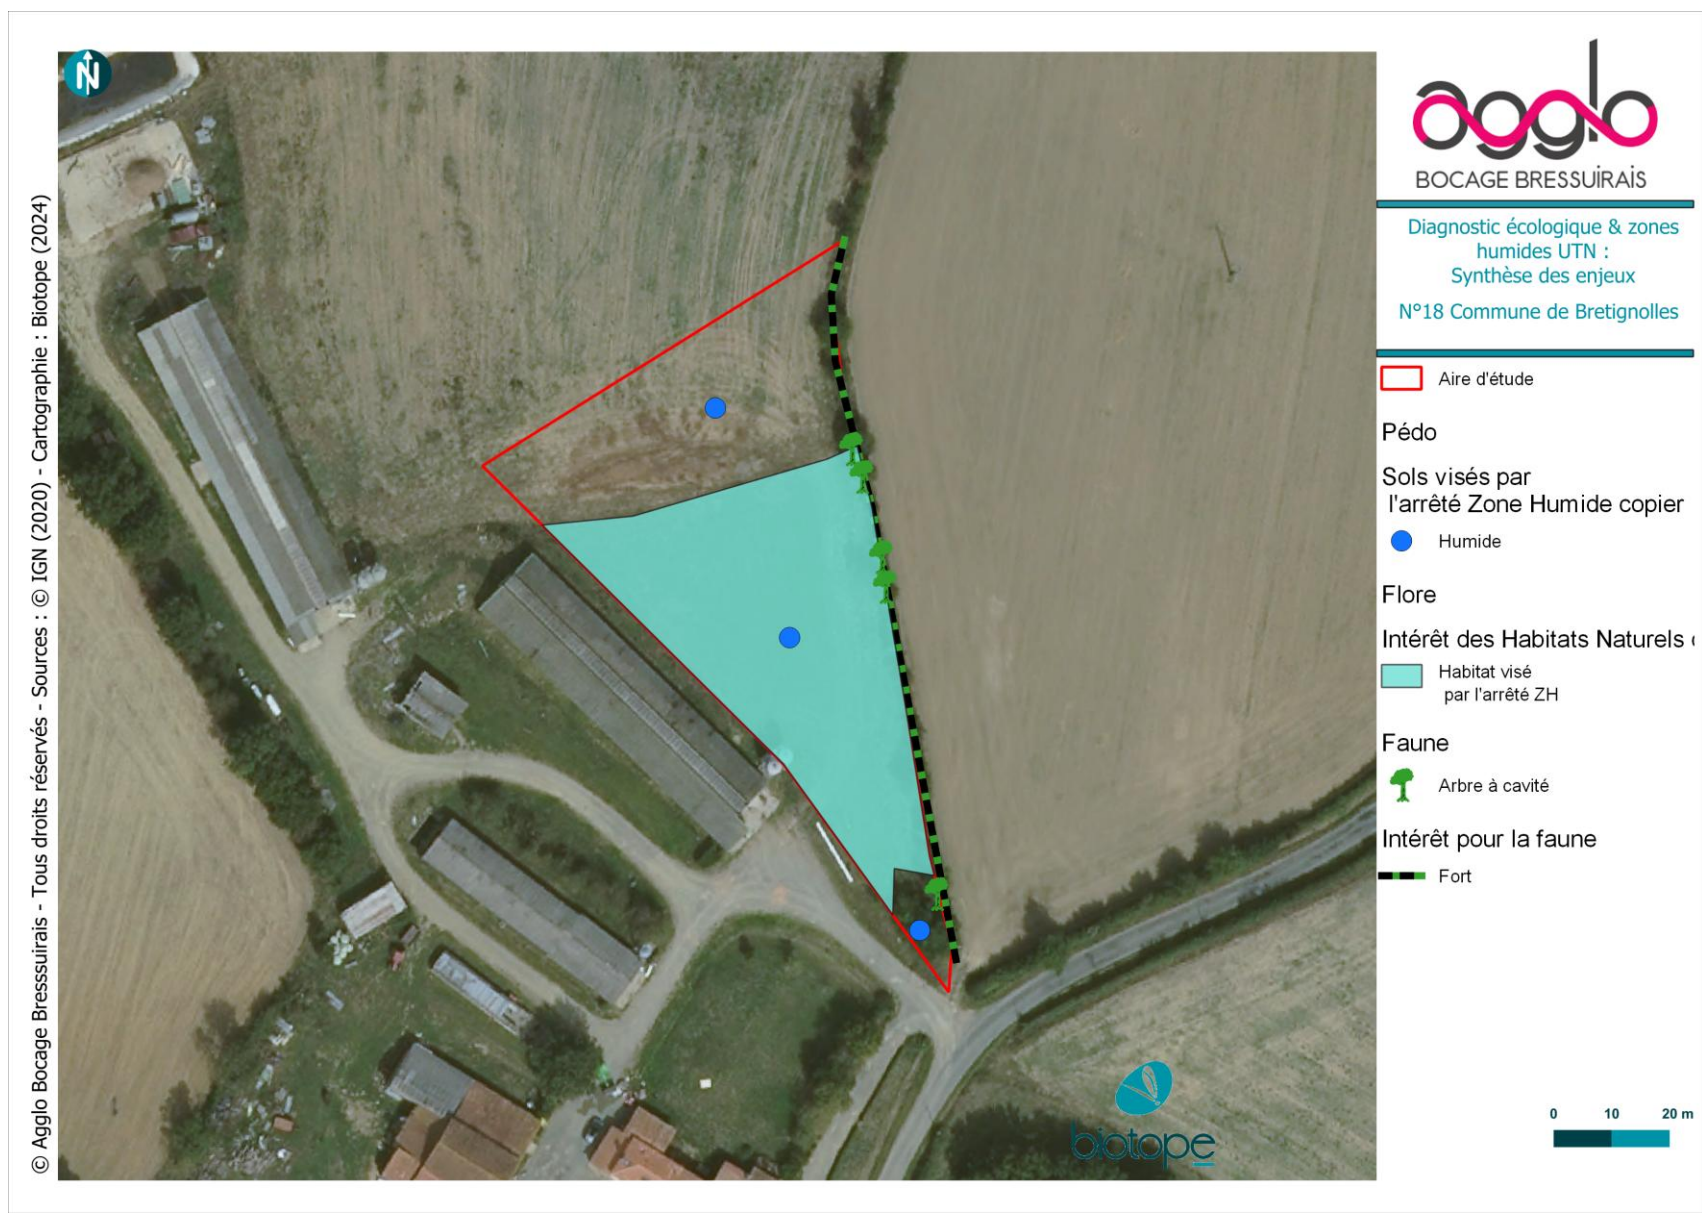 N
© Agglo Bocage Bressuirais - Tous droits réservés - Sources : © IGN (2020) - Cartographie : Biotope (2024)
agglo
BOCAGE BRESSUIRAIS
Diagnostic écologique & zones
humides UTN :
Synthèse des enjeux
N°18 Commune de Bretignolles
Aire d'étude
Pédo
Sols visés par
l'arrêté Zone Humide copier
Humide
Flore
Intérêt des Habitats Naturels
Habitat visé
par l'arrêté ZH
Faune
Arbre à cavité
Intérêt pour la faune
Fort
biotope
0 10 20 m